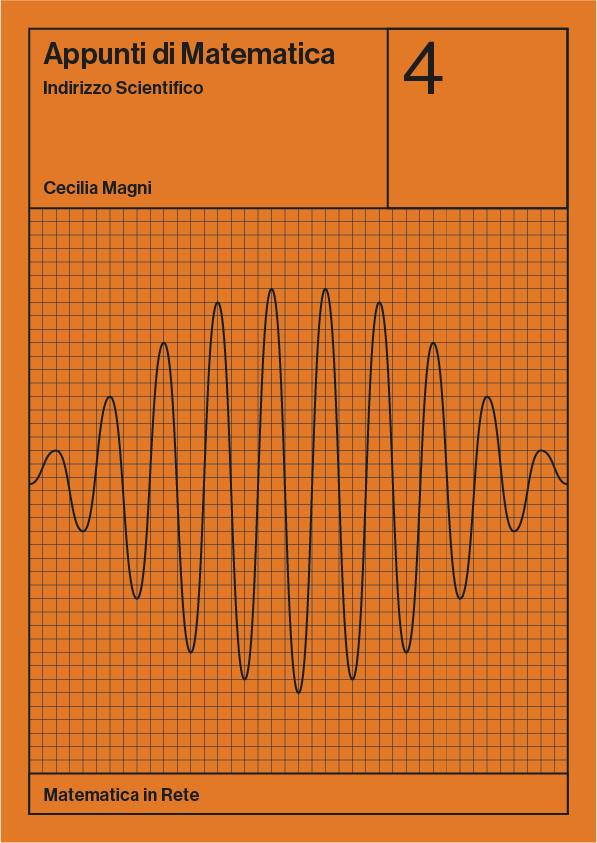 Appunti di Matematica
4
Indirizzo Scientifico
Cecilia Magni
Matematica in Rete